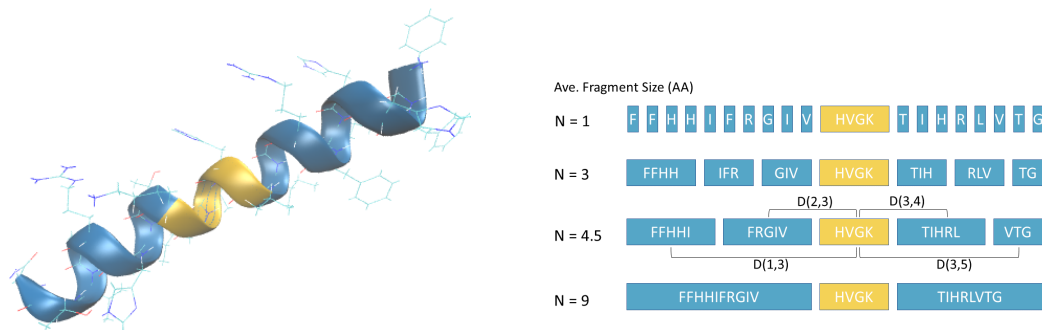 Ave. Fragment Size (AA)
N = 1 F F H H I F R G I V HVGK T I H R L V T G
N = 3 FFHH IFR GIV HVGK TIH RLV TG
D(2,3) D(3,4)
N = 4.5 FFHHI FRGIV HVGK TIHRL VTG
D(1,3) D(3,5)
N = 9 FFHHIFRGIV HVGK TIHRLVTG